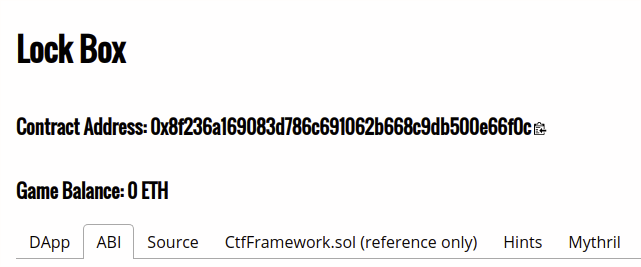 Lock Box
Contract Address: 0x8f236a169083d786c691062b668c9db500e66f0c
Game Balance: 0 ETH
DApp ABI Source CtfFramework.sol (reference only) Hints Mythril